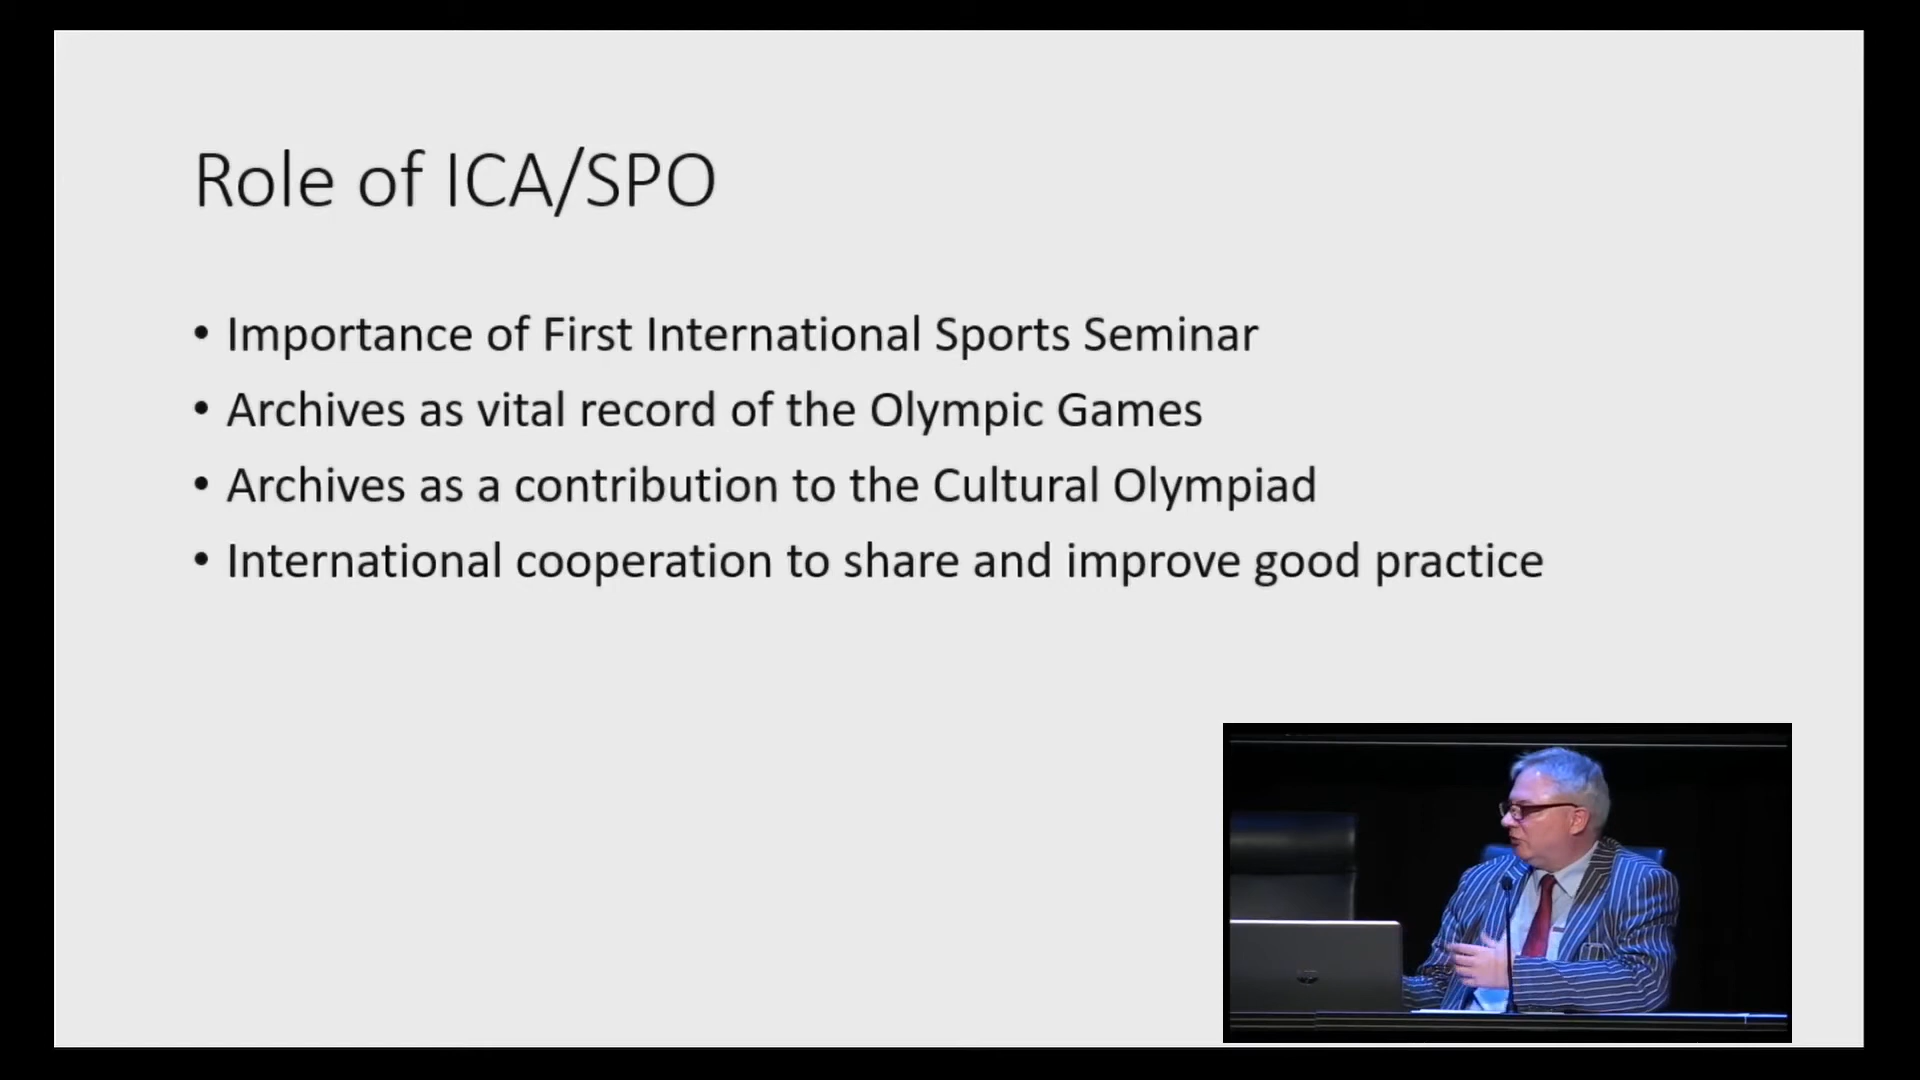 Role of ICA/SPO
• Importance of First International Sports Seminar
• Archives as vital record of the Olympic Games
• Archives as a contribution to the Cultural Olympiad
• International cooperation to share and improve good practice